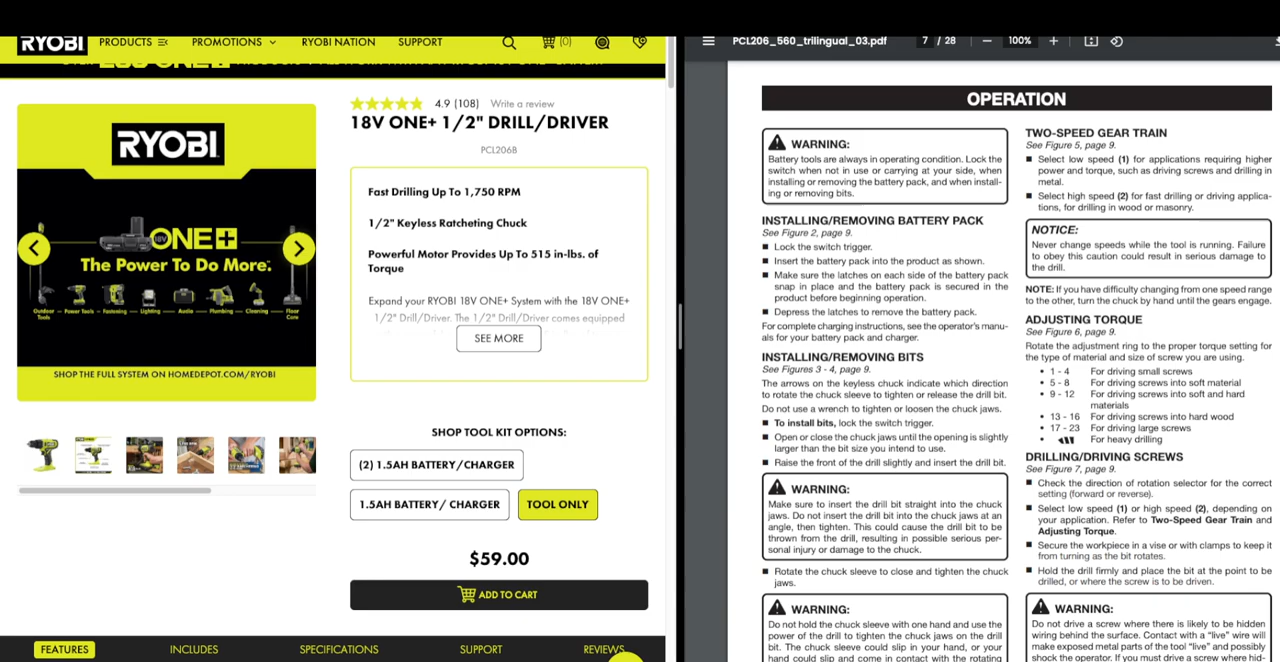 RYOBI
PRODUCTS
PROMOTIONS
RYOBI NATION
SUPPORT
(0)
RYOBI
18V ONE+
The Power To Do More.
Outdoor Tools
Power Tools
Fastening
Lighting
Audio
Plumbing
Cleaning
Floor Care
SHOP THE FULL SYSTEM ON HOMEDEPOT.COM/RYOBI
4.9 (108) Write a review
18V ONE+ 1/2" DRILL/DRIVER
PCL206B
Fast Drilling Up To 1,750 RPM
1/2" Keyless Ratcheting Chuck
Powerful Motor Provides Up To 515 in-lbs. of
Torque
Expand your RYOBI 18V ONE+ System with the 18V ONE+
1/2" Drill/Driver. The 1/2" Drill/Driver comes equipped
SEE MORE
SHOP TOOL KIT OPTIONS:
(2) 1.5AH BATTERY/CHARGER
1.5AH BATTERY/ CHARGER
TOOL ONLY
$59.00
ADD TO CART
FEATURES
INCLUDES
SPECIFICATIONS
SUPPORT
REVIEWS
PCL206_560_trilingual_03.pdf
7 / 28
100%
OPERATION
WARNING:
Battery tools are always in operating condition. Lock the
switch when not in use or carrying at your side, when
installing or removing the battery pack, and when install-
ing or removing bits.
INSTALLING/REMOVING BATTERY PACK
See Figure 2, page 9.
■ Lock the switch trigger.
■ Insert the battery pack into the product as shown.
■ Make sure the latches on each side of the battery pack
snap in place and the battery pack is secured in the
product before beginning operation.
■ Depress the latches to remove the battery pack.
For complete charging instructions, see the operator's manu-
als for your battery pack and charger.
INSTALLING/REMOVING BITS
See Figures 3 - 4, page 9.
The arrows on the keyless chuck indicate which direction
to rotate the chuck sleeve to tighten or release the drill bit.
Do not use a wrench to tighten or loosen the chuck jaws.
■ To install bits, lock the switch trigger.
■ Open or close the chuck jaws until the opening is slightly
larger than the bit size you intend to use.
■ Raise the front of the drill slightly and insert the drill bit.
WARNING:
Make sure to insert the drill bit straight into the chuck
jaws. Do not insert the drill bit into the chuck jaws at an
angle, then tighten. This could cause the drill bit to be
thrown from the drill, resulting in possible serious per-
sonal injury or damage to the chuck.
■ Rotate the chuck sleeve to close and tighten the chuck
jaws.
WARNING:
Do not hold the chuck sleeve with one hand and use the
power of the drill to tighten the chuck jaws on the drill
bit. The chuck sleeve could slip in your hand, or your
hand could slip and come in contact with the rotating
TWO-SPEED GEAR TRAIN
See Figure 5, page 9.
■ Select low speed (1) for applications requiring higher
power and torque, such as driving screws and drilling in
metal.
■ Select high speed (2) for fast drilling or driving applica-
tions, for drilling in wood or masonry.
NOTICE:
Never change speeds while the tool is running. Failure
to obey this caution could result in serious damage to
the drill.
NOTE: If you have difficulty changing from one speed range
to the other, turn the chuck by hand until the gears engage.
ADJUSTING TORQUE
See Figure 6, page 9.
Rotate the adjustment ring to the proper torque setting for
the type of material and size of screw you are using.
• 1 - 4 For driving small screws
• 5 - 8 For driving screws into soft material
• 9 - 12 For driving screws into soft and hard
materials
• 13 - 16 For driving screws into hard wood
• 17 - 23 For driving large screws
• For heavy drilling
DRILLING/DRIVING SCREWS
See Figure 7, page 9.
■ Check the direction of rotation selector for the correct
setting (forward or reverse).
■ Select low speed (1) or high speed (2), depending on
your application. Refer to Two-Speed Gear Train and
Adjusting Torque.
■ Secure the workpiece in a vise or with clamps to keep it
from turning as the bit rotates.
■ Hold the drill firmly and place the bit at the point to be
drilled, or where the screw is to be driven.
WARNING:
Do not drive a screw where there is likely to be hidden
wiring behind the surface. Contact with a "live" wire will
make exposed metal parts of the tool "live" and possibly
shock the operator. If you must drive a screw where hid-